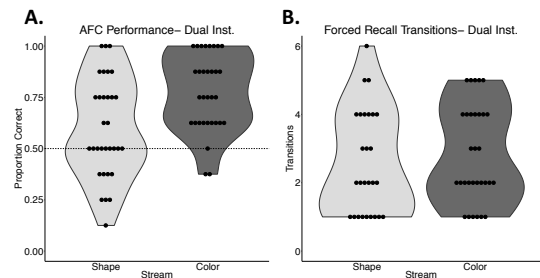 A.
AFC Performance– Dual Inst.
1.00
0.75
0.50
0.25
0.00
Proportion Correct
Shape
Color
Stream
B.
Forced Recall Transitions– Dual Inst.
6
4
2
0
Transitions
Shape
Color
Stream